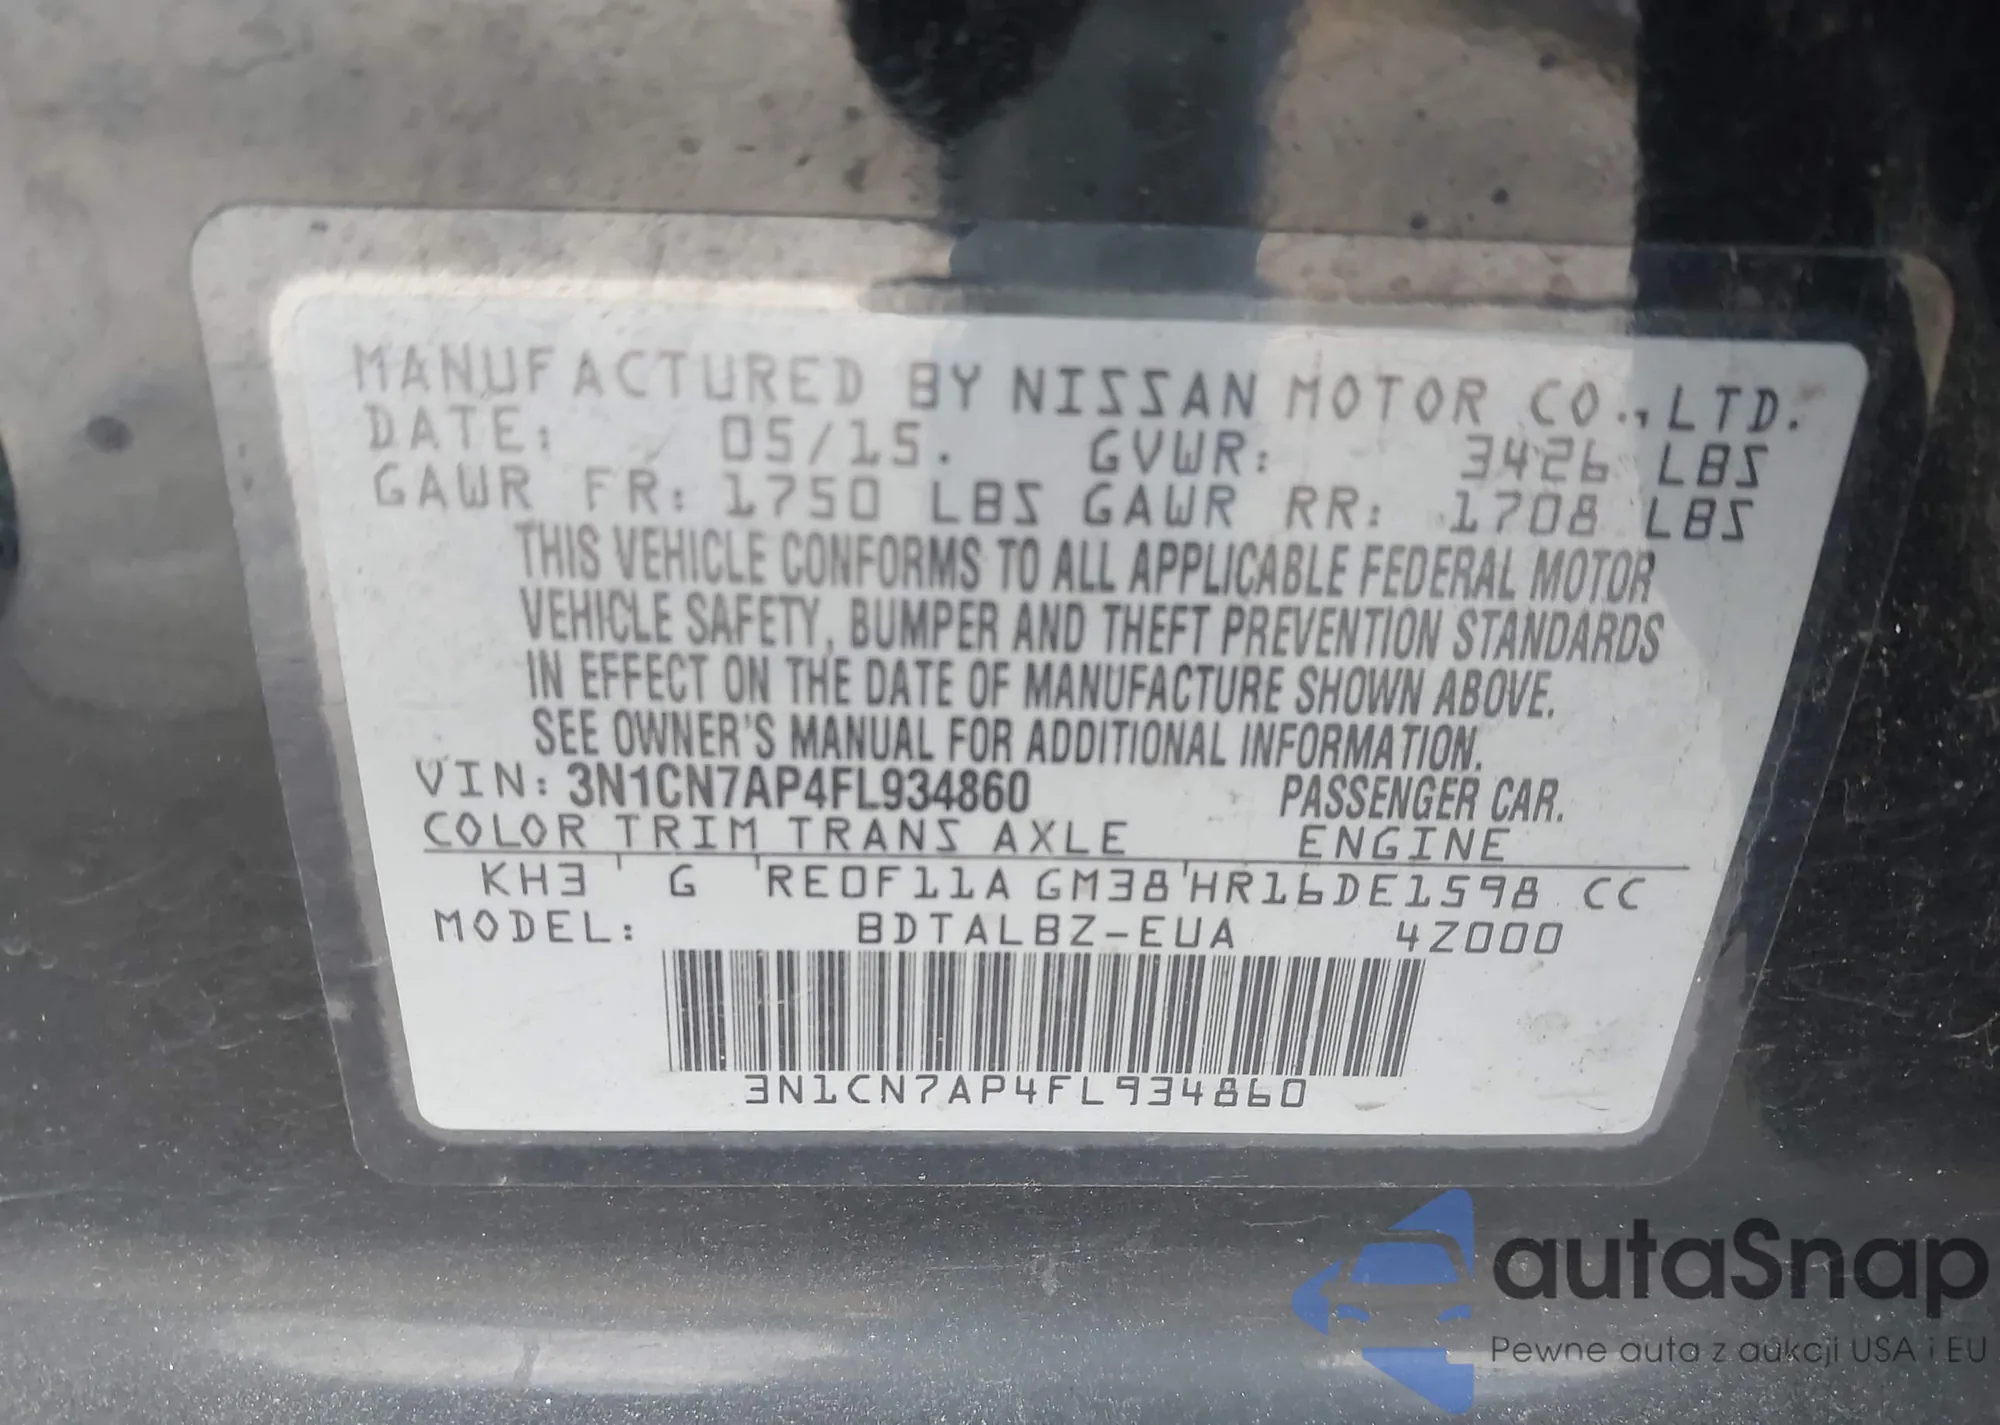 MANUFACTURED BY NISSAN MOTOR CO.,LTD.
DATE: 05/15. GVWR: 3426 LBS
GAWR FR: 1750 LBS GAWR RR: 1708 LBS
THIS VEHICLE CONFORMS TO ALL APPLICABLE FEDERAL MOTOR
VEHICLE SAFETY, BUMPER AND THEFT PREVENTION STANDARDS
IN EFFECT ON THE DATE OF MANUFACTURE SHOWN ABOVE.
SEE OWNER'S MANUAL FOR ADDITIONAL INFORMATION.
VIN: 3N1CN7AP4FL934860 PASSENGER CAR.
COLOR TRIM TRANS AXLE ENGINE
KH3 ' G 'RE0F11A GM38'HR16DE1598 CC
MODEL: BDTALBZ-EUA 4Z000
3N1CN7AP4FL934860
autaSnap
Pewne auta z aukcji USA i EU